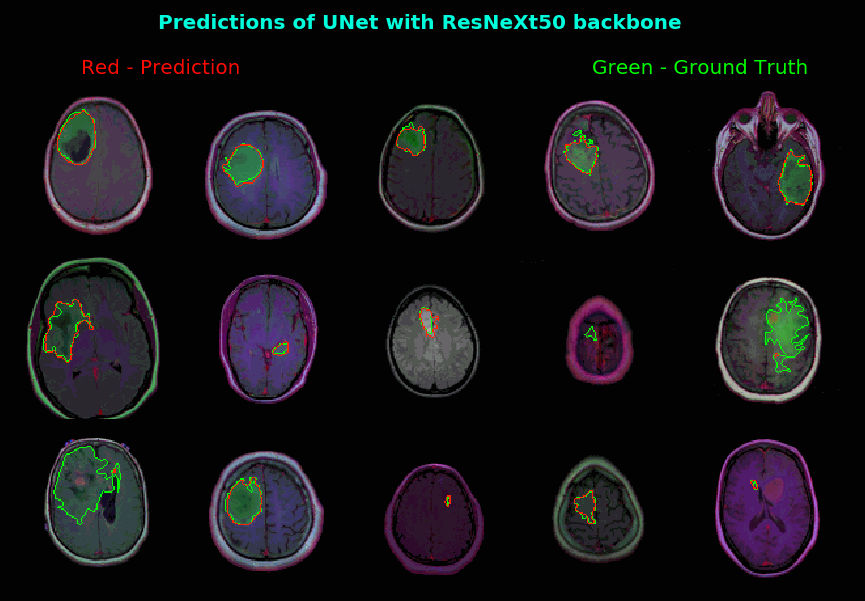 Predictions of UNet with ResNeXt50 backbone
Red - Prediction
Green - Ground Truth